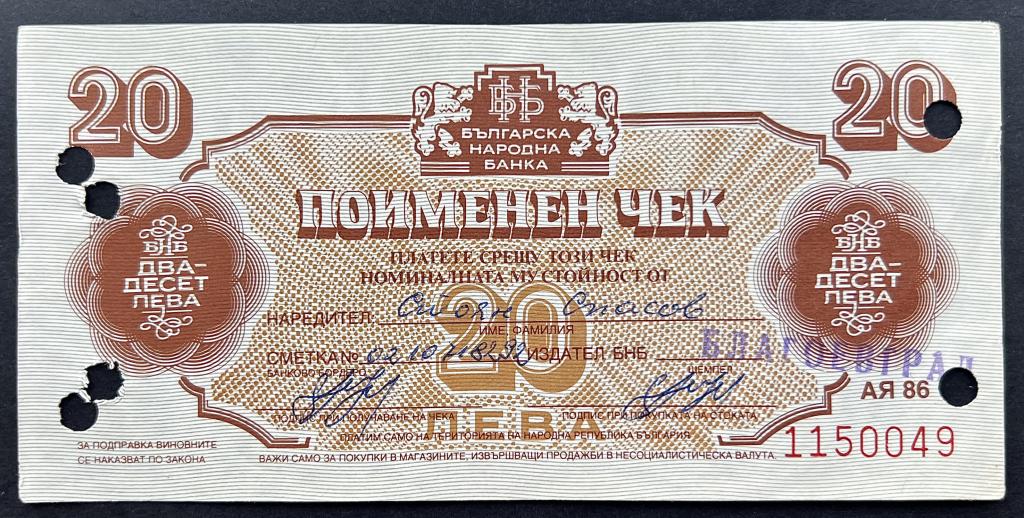 20
БНБ
БЪЛГАРСКА
НАРОДНА
БАНКА
20
ПОИМЕНЕН ЧЕК
ПЛАТЕТЕ СРЕЩУ ТОЗИ ЧЕК
НОМИНАЛНАТА МУ СТОЙНОСТ ОТ
БНБ
ДВА-
ДЕСЕТ
ЛЕВА
БНБ
ДВА-
ДЕСЕТ
ЛЕВА
20
НАРЕДИТЕЛ Стоян Спасов
ИМЕ ФАМИЛИЯ
СМЕТКА № ИЗДАТЕЛ БНБ БЛАГОЕВГРАД
БАНКОВО БОРДЕРО ЩЕМПЕЛ
АЯ 86
ПОДПИС ПРИ ПОЛУЧАВАНЕ НА ЧЕКА ПОДПИС ПРИ ПОКУПКАТА НА СТОКАТА
ЛЕВА
ПЛАТИМ САМО НА ТЕРИТОРИЯТА НА НАРОДНА РЕПУБЛИКА БЪЛГАРИЯ
1150049
ЗА ПОДПРАВКА ВИНОВНИТЕ
СЕ НАКАЗВАТ ПО ЗАКОНА
ВАЖИ САМО ЗА ПОКУПКИ В МАГАЗИНИТЕ, ИЗВЪРШВАЩИ ПРОДАЖБИ В НЕСОЦИАЛИСТИЧЕСКА ВАЛУТА.